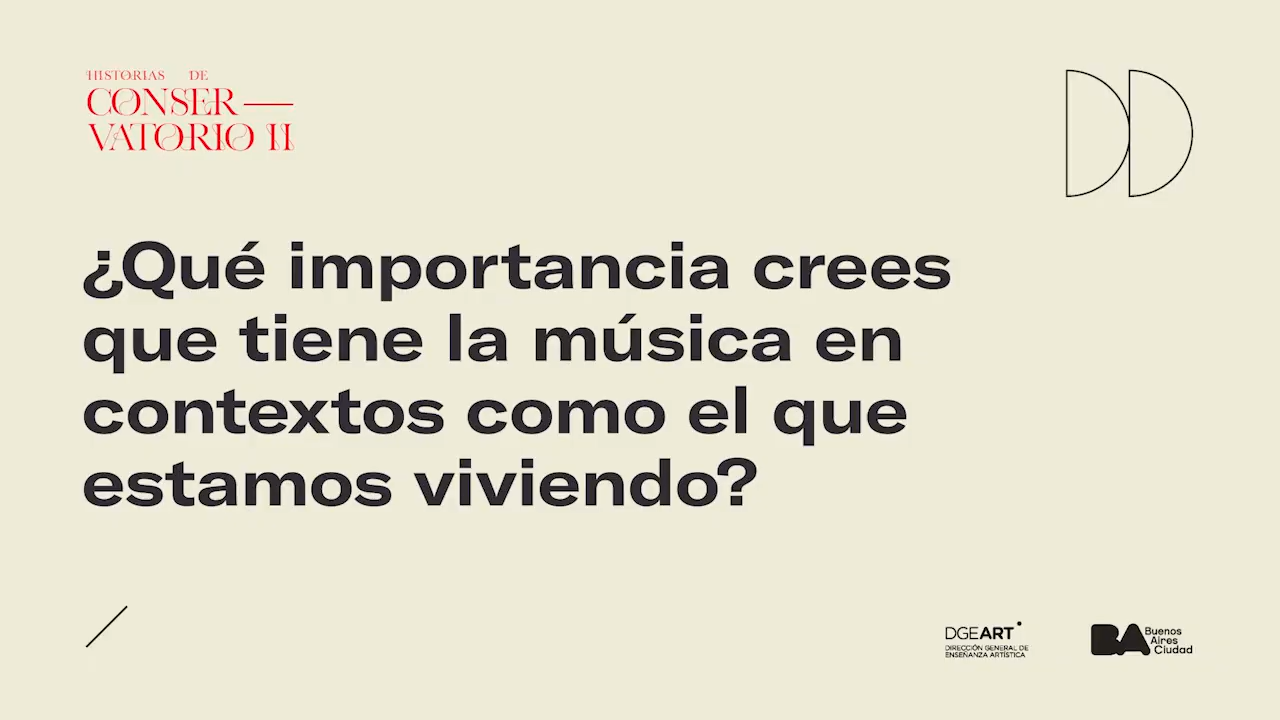 HISTORIAS DE
CONSER—
VATORIO II
¿Qué importancia crees
que tiene la música en
contextos como el que
estamos viviendo?
DGEART
DIRECCIÓN GENERAL DE
ENSEÑANZA ARTÍSTICA
BA
Buenos
Aires
Ciudad